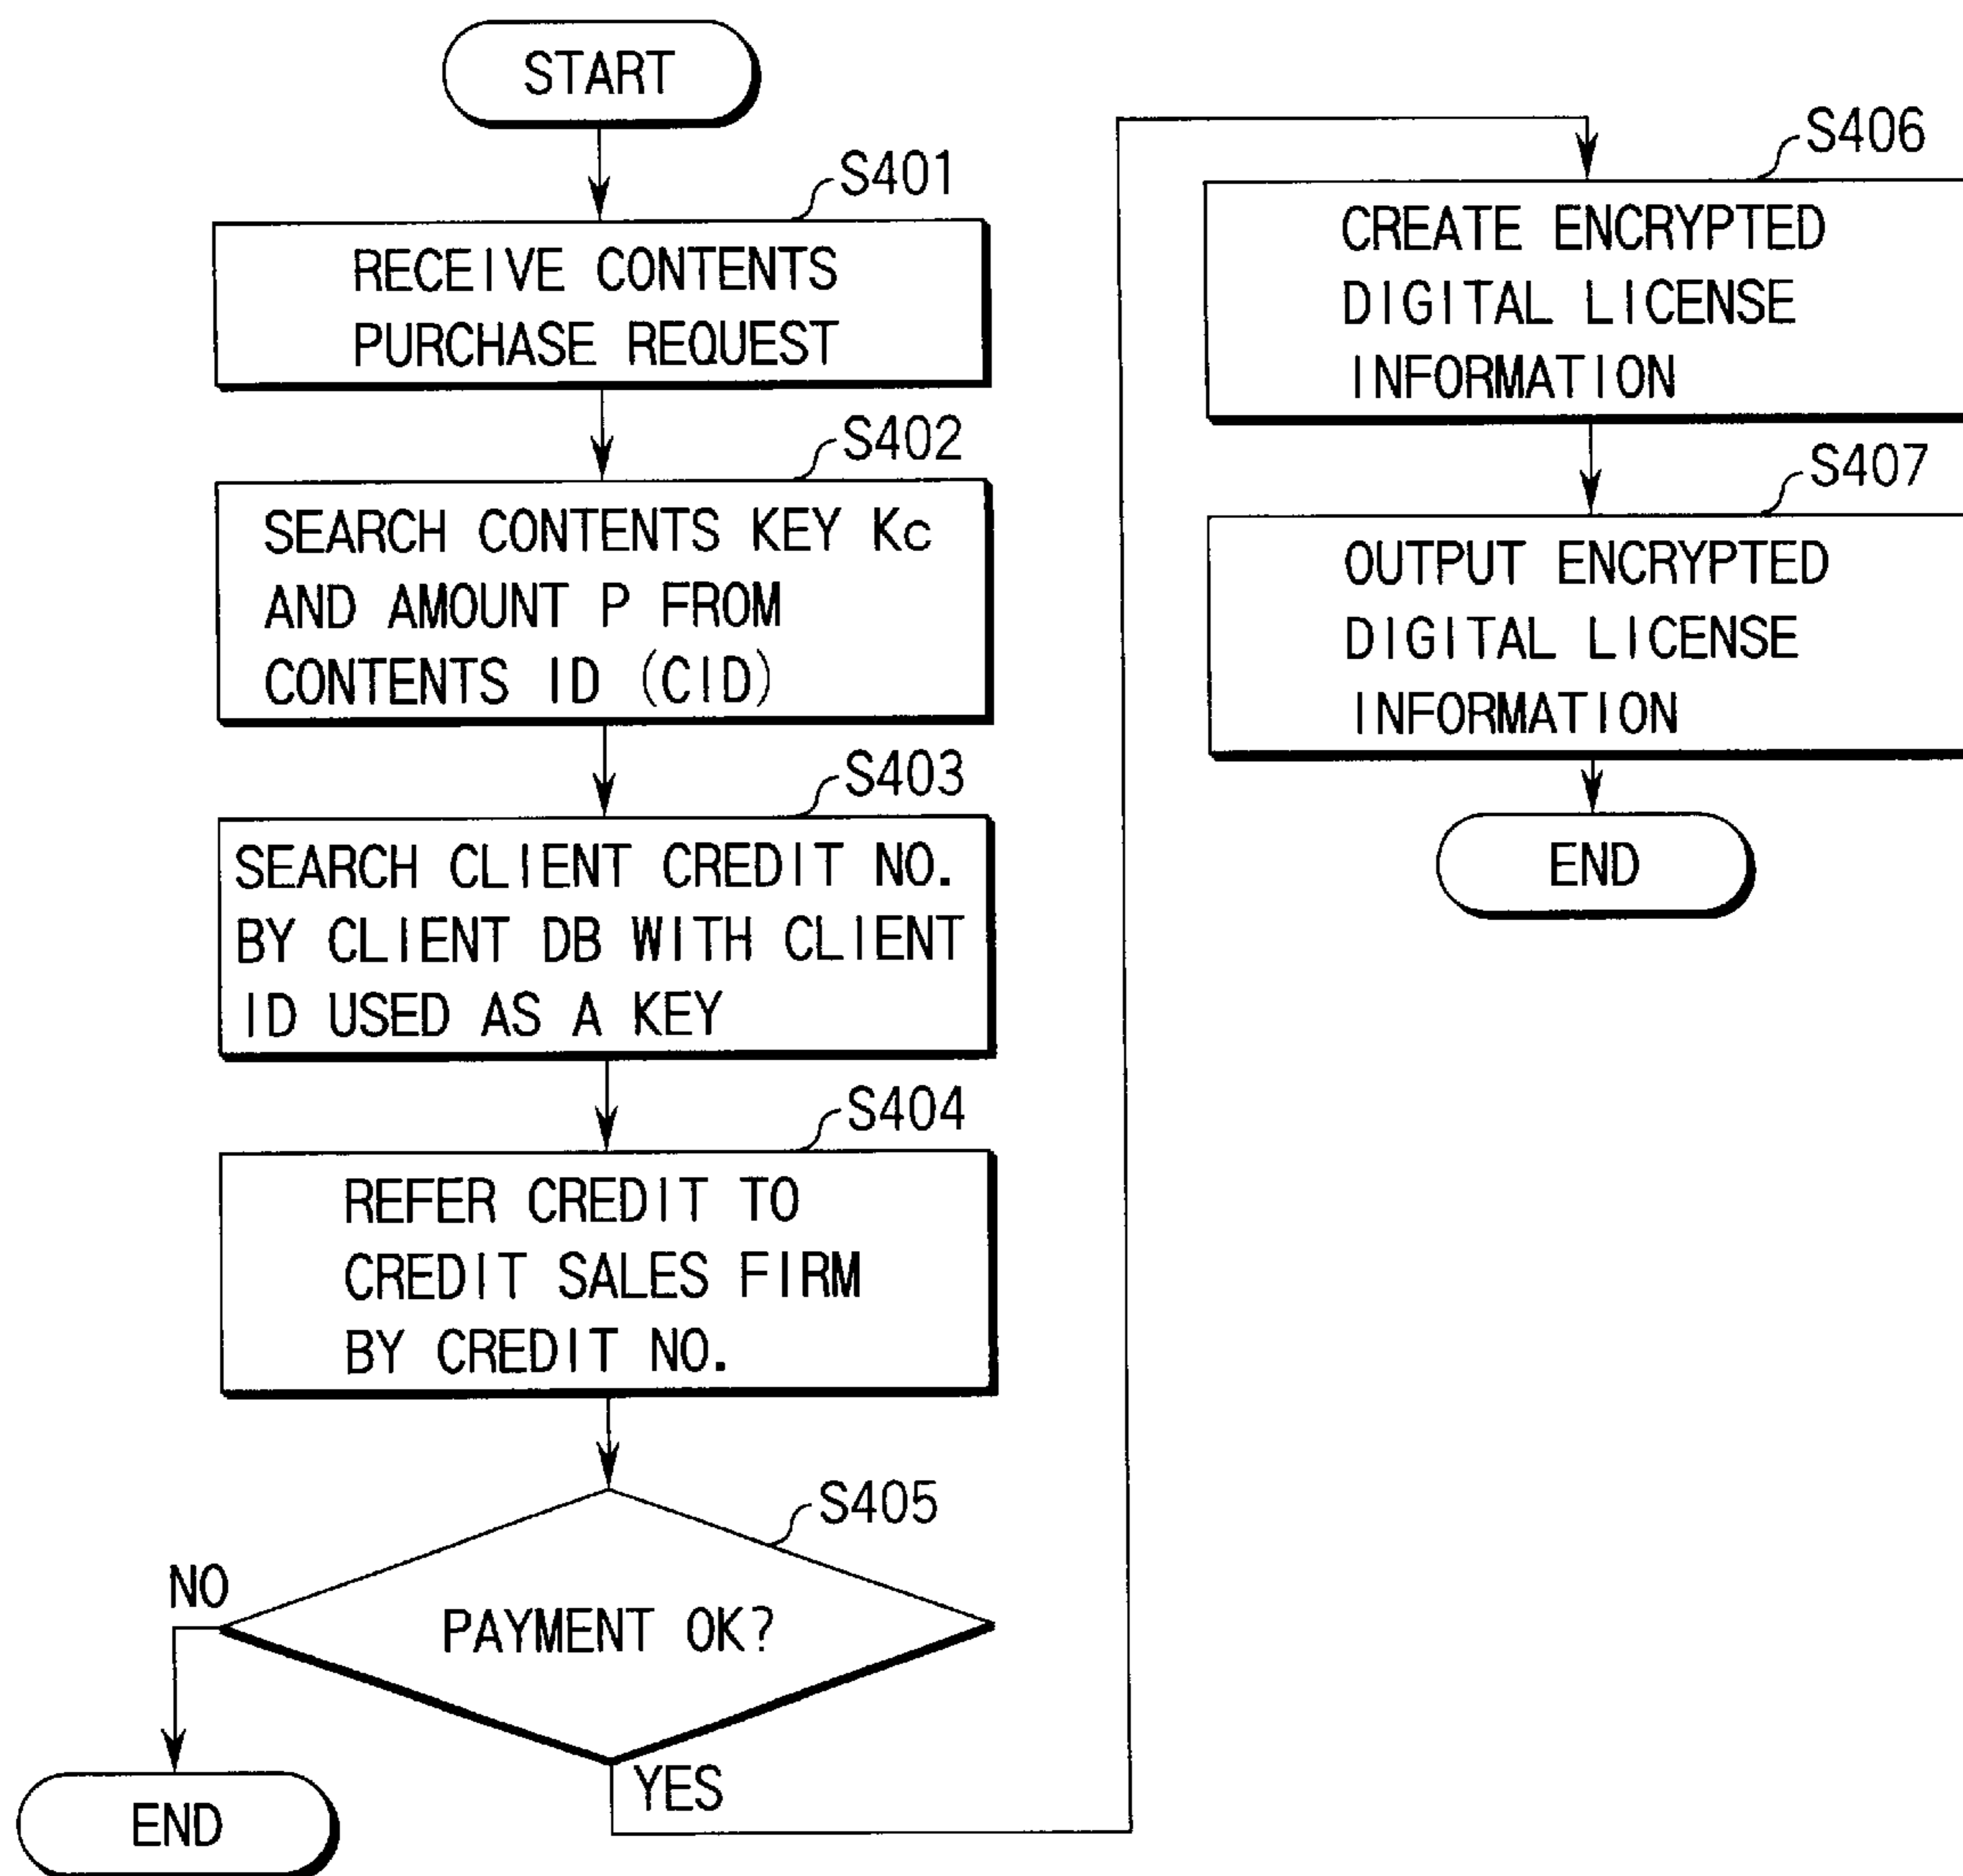 START
S401
RECEIVE CONTENTS
PURCHASE REQUEST
S402
SEARCH CONTENTS KEY Kc
AND AMOUNT P FROM
CONTENTS ID (CID)
S403
SEARCH CLIENT CREDIT NO.
BY CLIENT DB WITH CLIENT
ID USED AS A KEY
S404
REFER CREDIT TO
CREDIT SALES FIRM
BY CREDIT NO.
S405
PAYMENT OK?
NO
YES
END
S406
CREATE ENCRYPTED
DIGITAL LICENSE
INFORMATION
S407
OUTPUT ENCRYPTED
DIGITAL LICENSE
INFORMATION
END